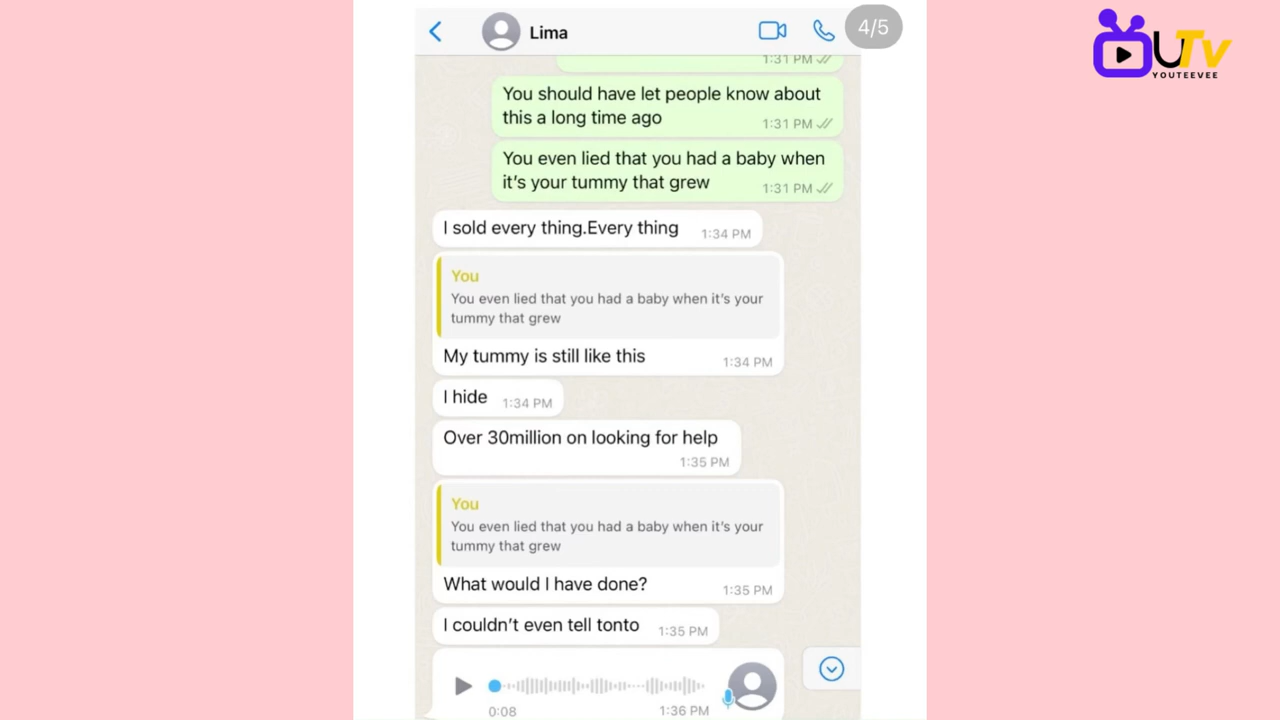 Lima
4/5
UTv
YOUTEEVEE
1:31 PM
You should have let people know about
this a long time ago
1:31 PM
You even lied that you had a baby when
it's your tummy that grew
1:31 PM
I sold every thing.Every thing
1:34 PM
You
You even lied that you had a baby when it's your
tummy that grew
My tummy is still like this
1:34 PM
I hide
1:34 PM
Over 30million on looking for help
1:35 PM
You
You even lied that you had a baby when it's your
tummy that grew
What would I have done?
1:35 PM
I couldn't even tell tonto
1:35 PM
0:08
1:36 PM